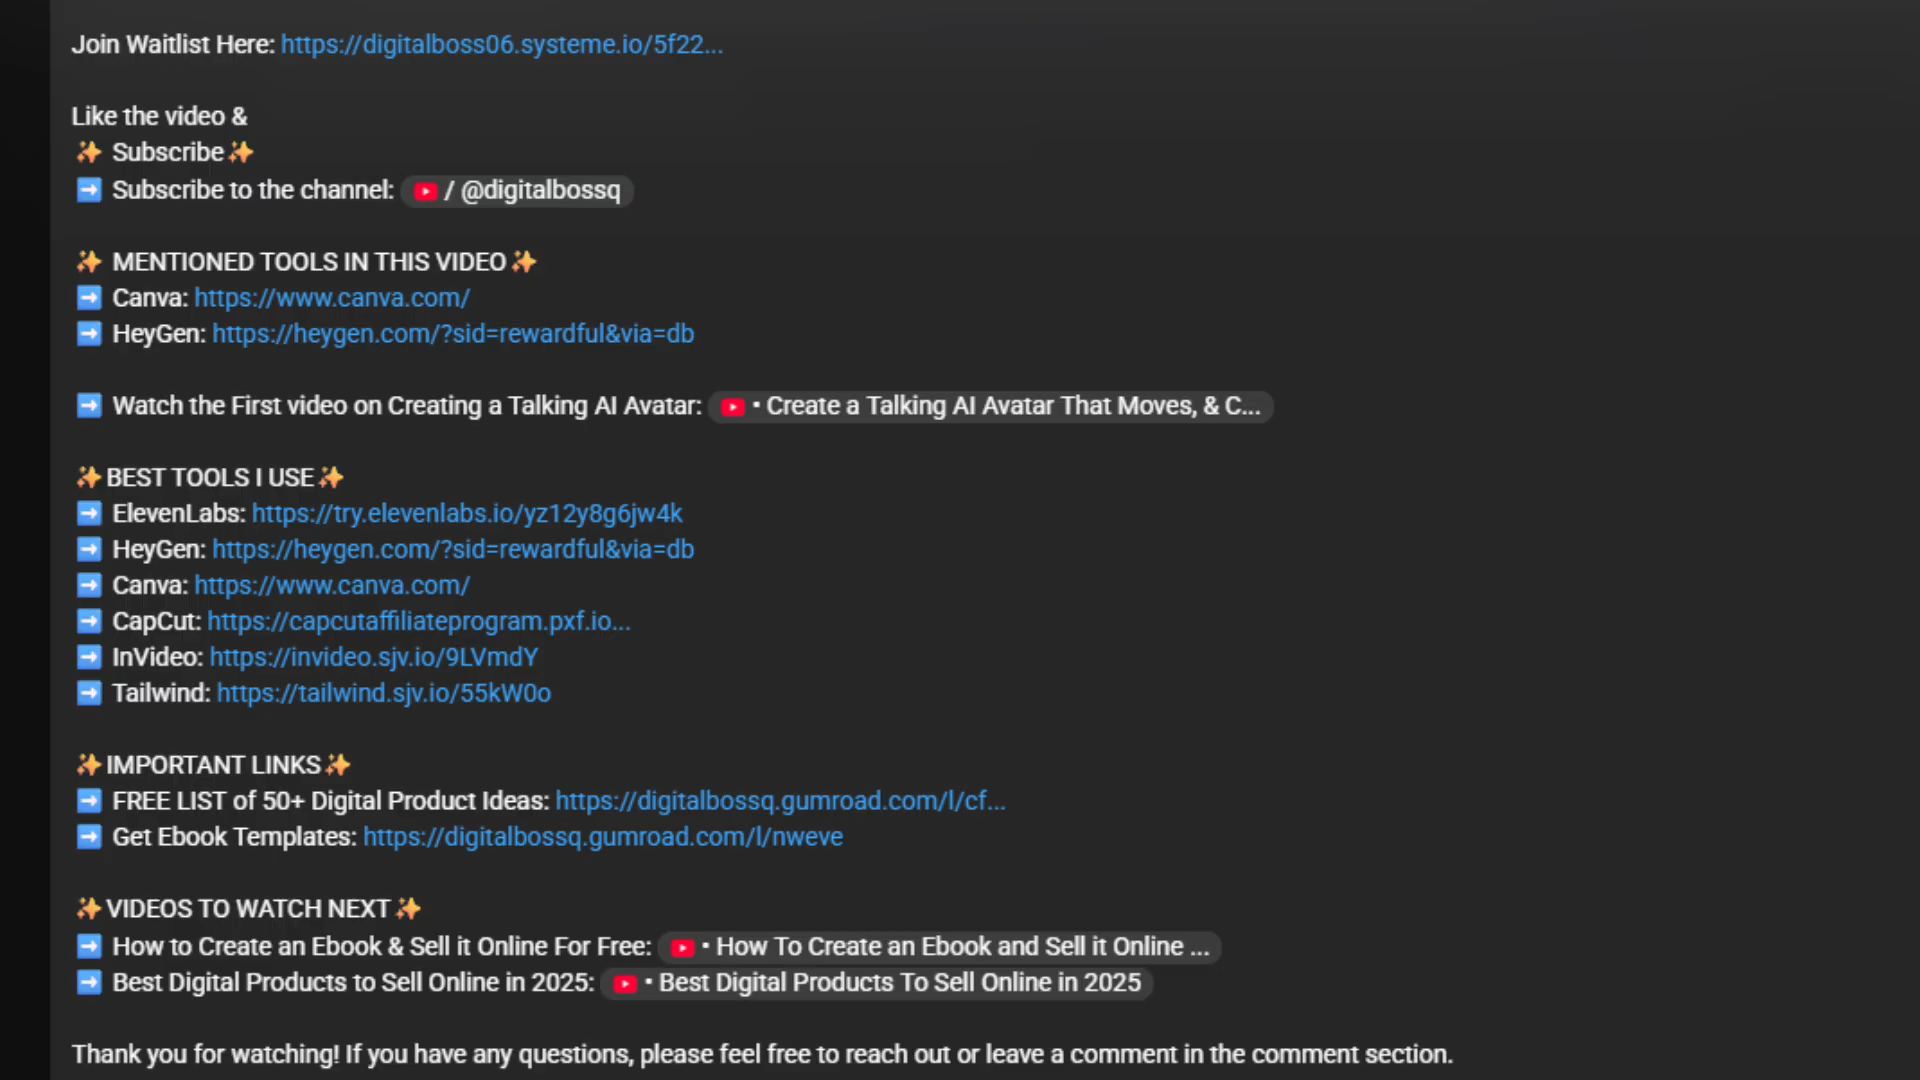 Join Waitlist Here: https://digitalboss06.systeme.io/5f22...
Like the video &
✨ Subscribe✨
➡️ Subscribe to the channel: / @digitalbossq
✨ MENTIONED TOOLS IN THIS VIDEO✨
➡️ Canva: https://www.canva.com/
➡️ HeyGen: https://heygen.com/?sid=rewardful&via=db
➡️ Watch the First video on Creating a Talking AI Avatar: • Create a Talking AI Avatar That Moves, & C...
✨BEST TOOLS I USE✨
➡️ ElevenLabs: https://try.elevenlabs.io/yz12y8g6jw4k
➡️ HeyGen: https://heygen.com/?sid=rewardful&via=db
➡️ Canva: https://www.canva.com/
➡️ CapCut: https://capcutaffiliateprogram.pxf.io...
➡️ InVideo: https://invideo.sjv.io/9LVmdY
➡️ Tailwind: https://tailwind.sjv.io/55kW0o
✨IMPORTANT LINKS✨
➡️ FREE LIST of 50+ Digital Product Ideas: https://digitalbossq.gumroad.com/l/cf...
➡️ Get Ebook Templates: https://digitalbossq.gumroad.com/l/nweve
✨VIDEOS TO WATCH NEXT✨
➡️ How to Create an Ebook & Sell it Online For Free: • How To Create an Ebook and Sell it Online ...
➡️ Best Digital Products to Sell Online in 2025: • Best Digital Products To Sell Online in 2025
Thank you for watching! If you have any questions, please feel free to reach out or leave a comment in the comment section.